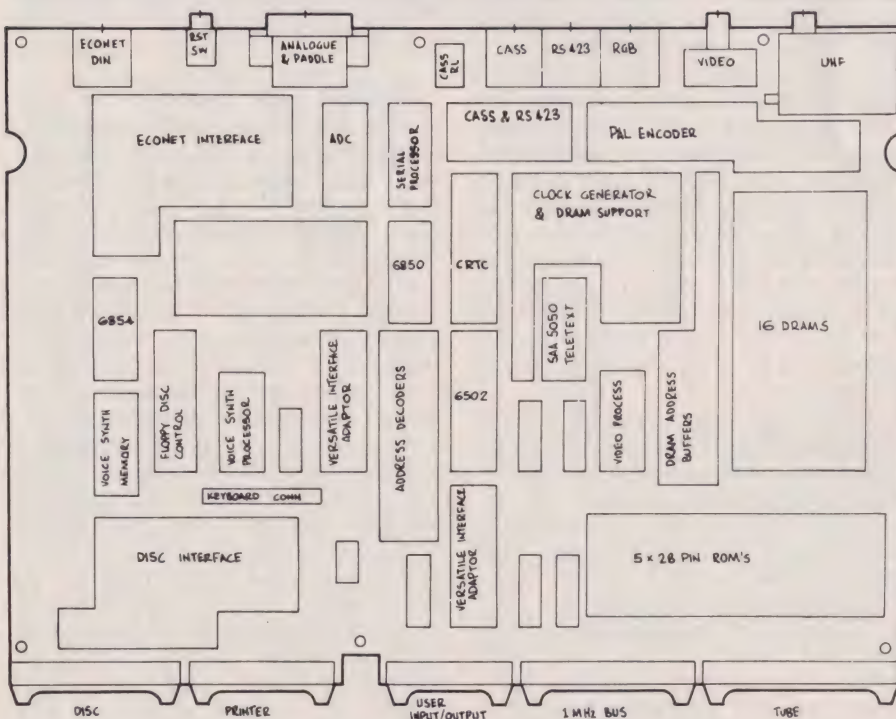 ECONET
DIN
RST
SW
ANALOGUE
& PADDLE
CASS
RL
CASS
RS 423
RGB
VIDEO
UHF
ECONET INTERFACE
ADC
SERIAL
PROCESSOR
CASS & RS 423
PAL ENCODER
CLOCK GENERATOR
& DRAM SUPPORT
6850
CRTC
16 DRAMS
6854
SAA 5050
TELETEXT
VOICE SYNTH
MEMORY
FLOPPY DISC
CONTROL
VOICE SYNTH
PROCESSOR
VERSATILE INTERFACE
ADAPTOR
ADDRESS DECODERS
6502
VIDEO PROCESS
DRAM ADDRESS
BUFFERS
KEYBOARD CONN
DISC INTERFACE
VERSATILE INTERFACE
ADAPTOR
5 × 28 PIN ROM'S
DISC
PRINTER
USER
INPUT/OUTPUT
1 MHz BUS
TUBE